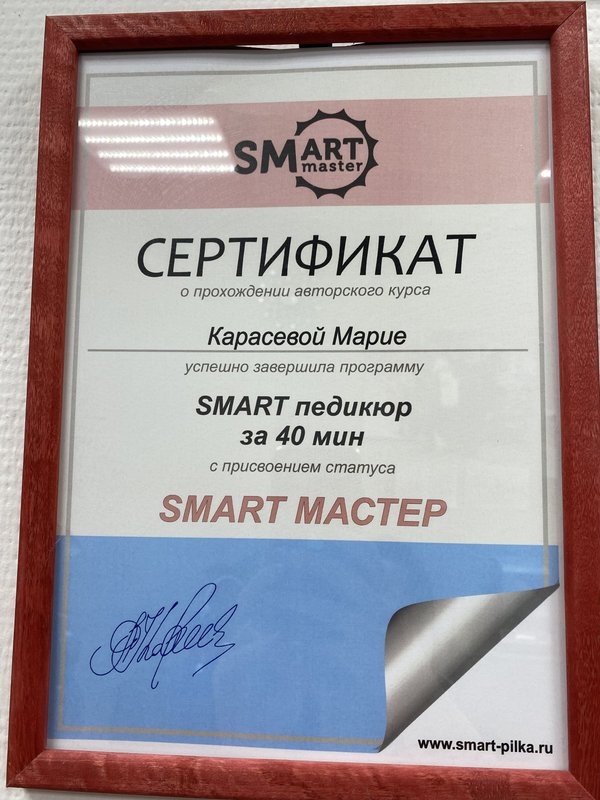 SMART
master
СЕРТИФИКАТ
о прохождении авторского курса
Карасевой Марие
успешно завершила программу
SMART педикюр
за 40 мин
с присвоением статуса
SMART МАСТЕР
www.smart-pilka.ru